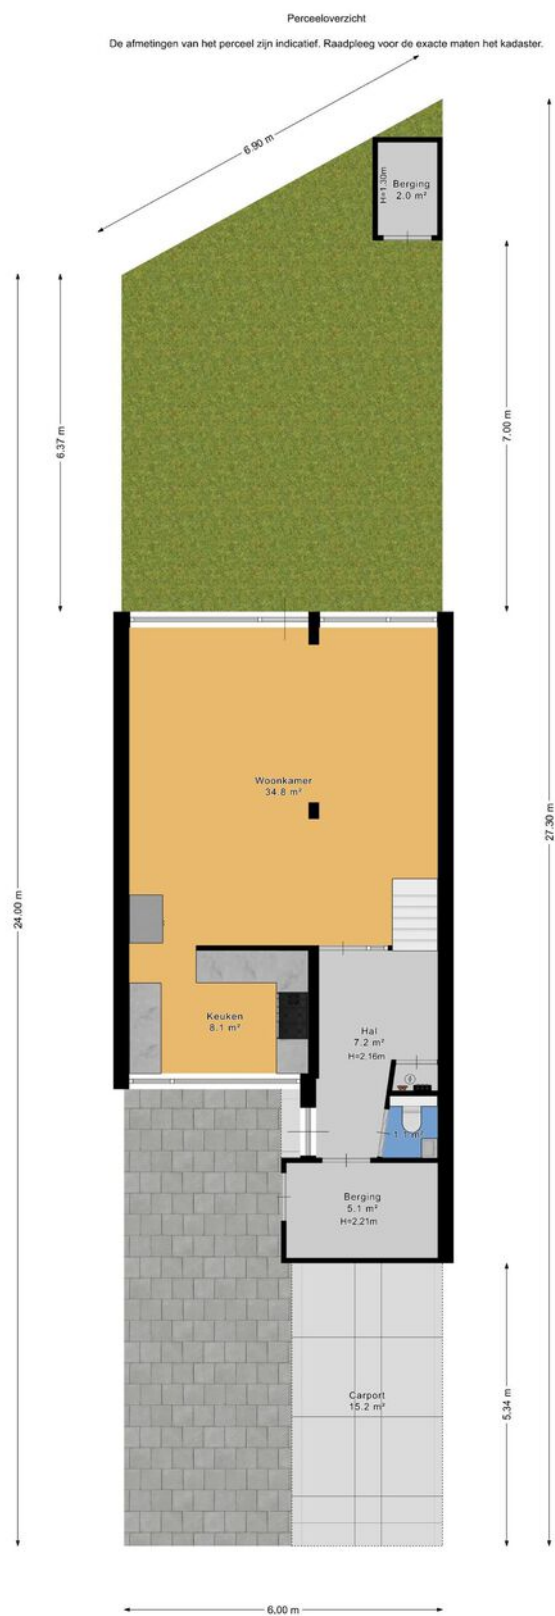 Perceeloverzicht
De afmetingen van het perceel zijn indicatief. Raadpleeg voor de exacte maten het kadaster.
6.90 m
H=1.30m
Berging
2.0 m²
6.37 m
7.00 m
Woonkamer
34.8 m²
27.30 m
24.00 m
Keuken
8.1 m²
Hal
7.2 m²
H=2.16m
1.1 m²
Berging
5.1 m²
H=2.21m
Carport
15.2 m²
5.34 m
6.00 m